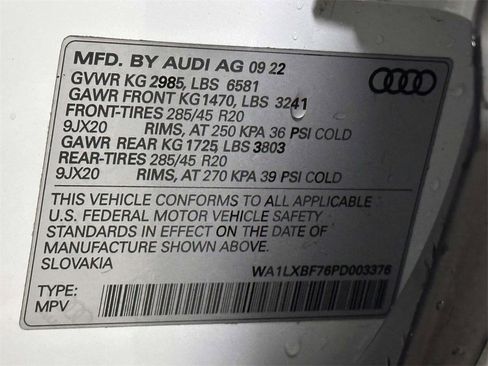 MFD. BY AUDI AG 09 22
GVWR KG 2985, LBS 6581
GAWR FRONT KG1470, LBS 3241
FRONT-TIRES 285/45 R20
9JX20 RIMS, AT 250 KPA 36 PSI COLD
GAWR REAR KG 1725, LBS 3803
REAR-TIRES 285/45 R20
9JX20 RIMS, AT 270 KPA 39 PSI COLD
THIS VEHICLE CONFORMS TO ALL APPLICABLE
U.S. FEDERAL MOTOR VEHICLE SAFETY
STANDARDS IN EFFECT ON THE DATE OF
MANUFACTURE SHOWN ABOVE.
SLOVAKIA WA1LXBF76PD003376
TYPE:
MPV